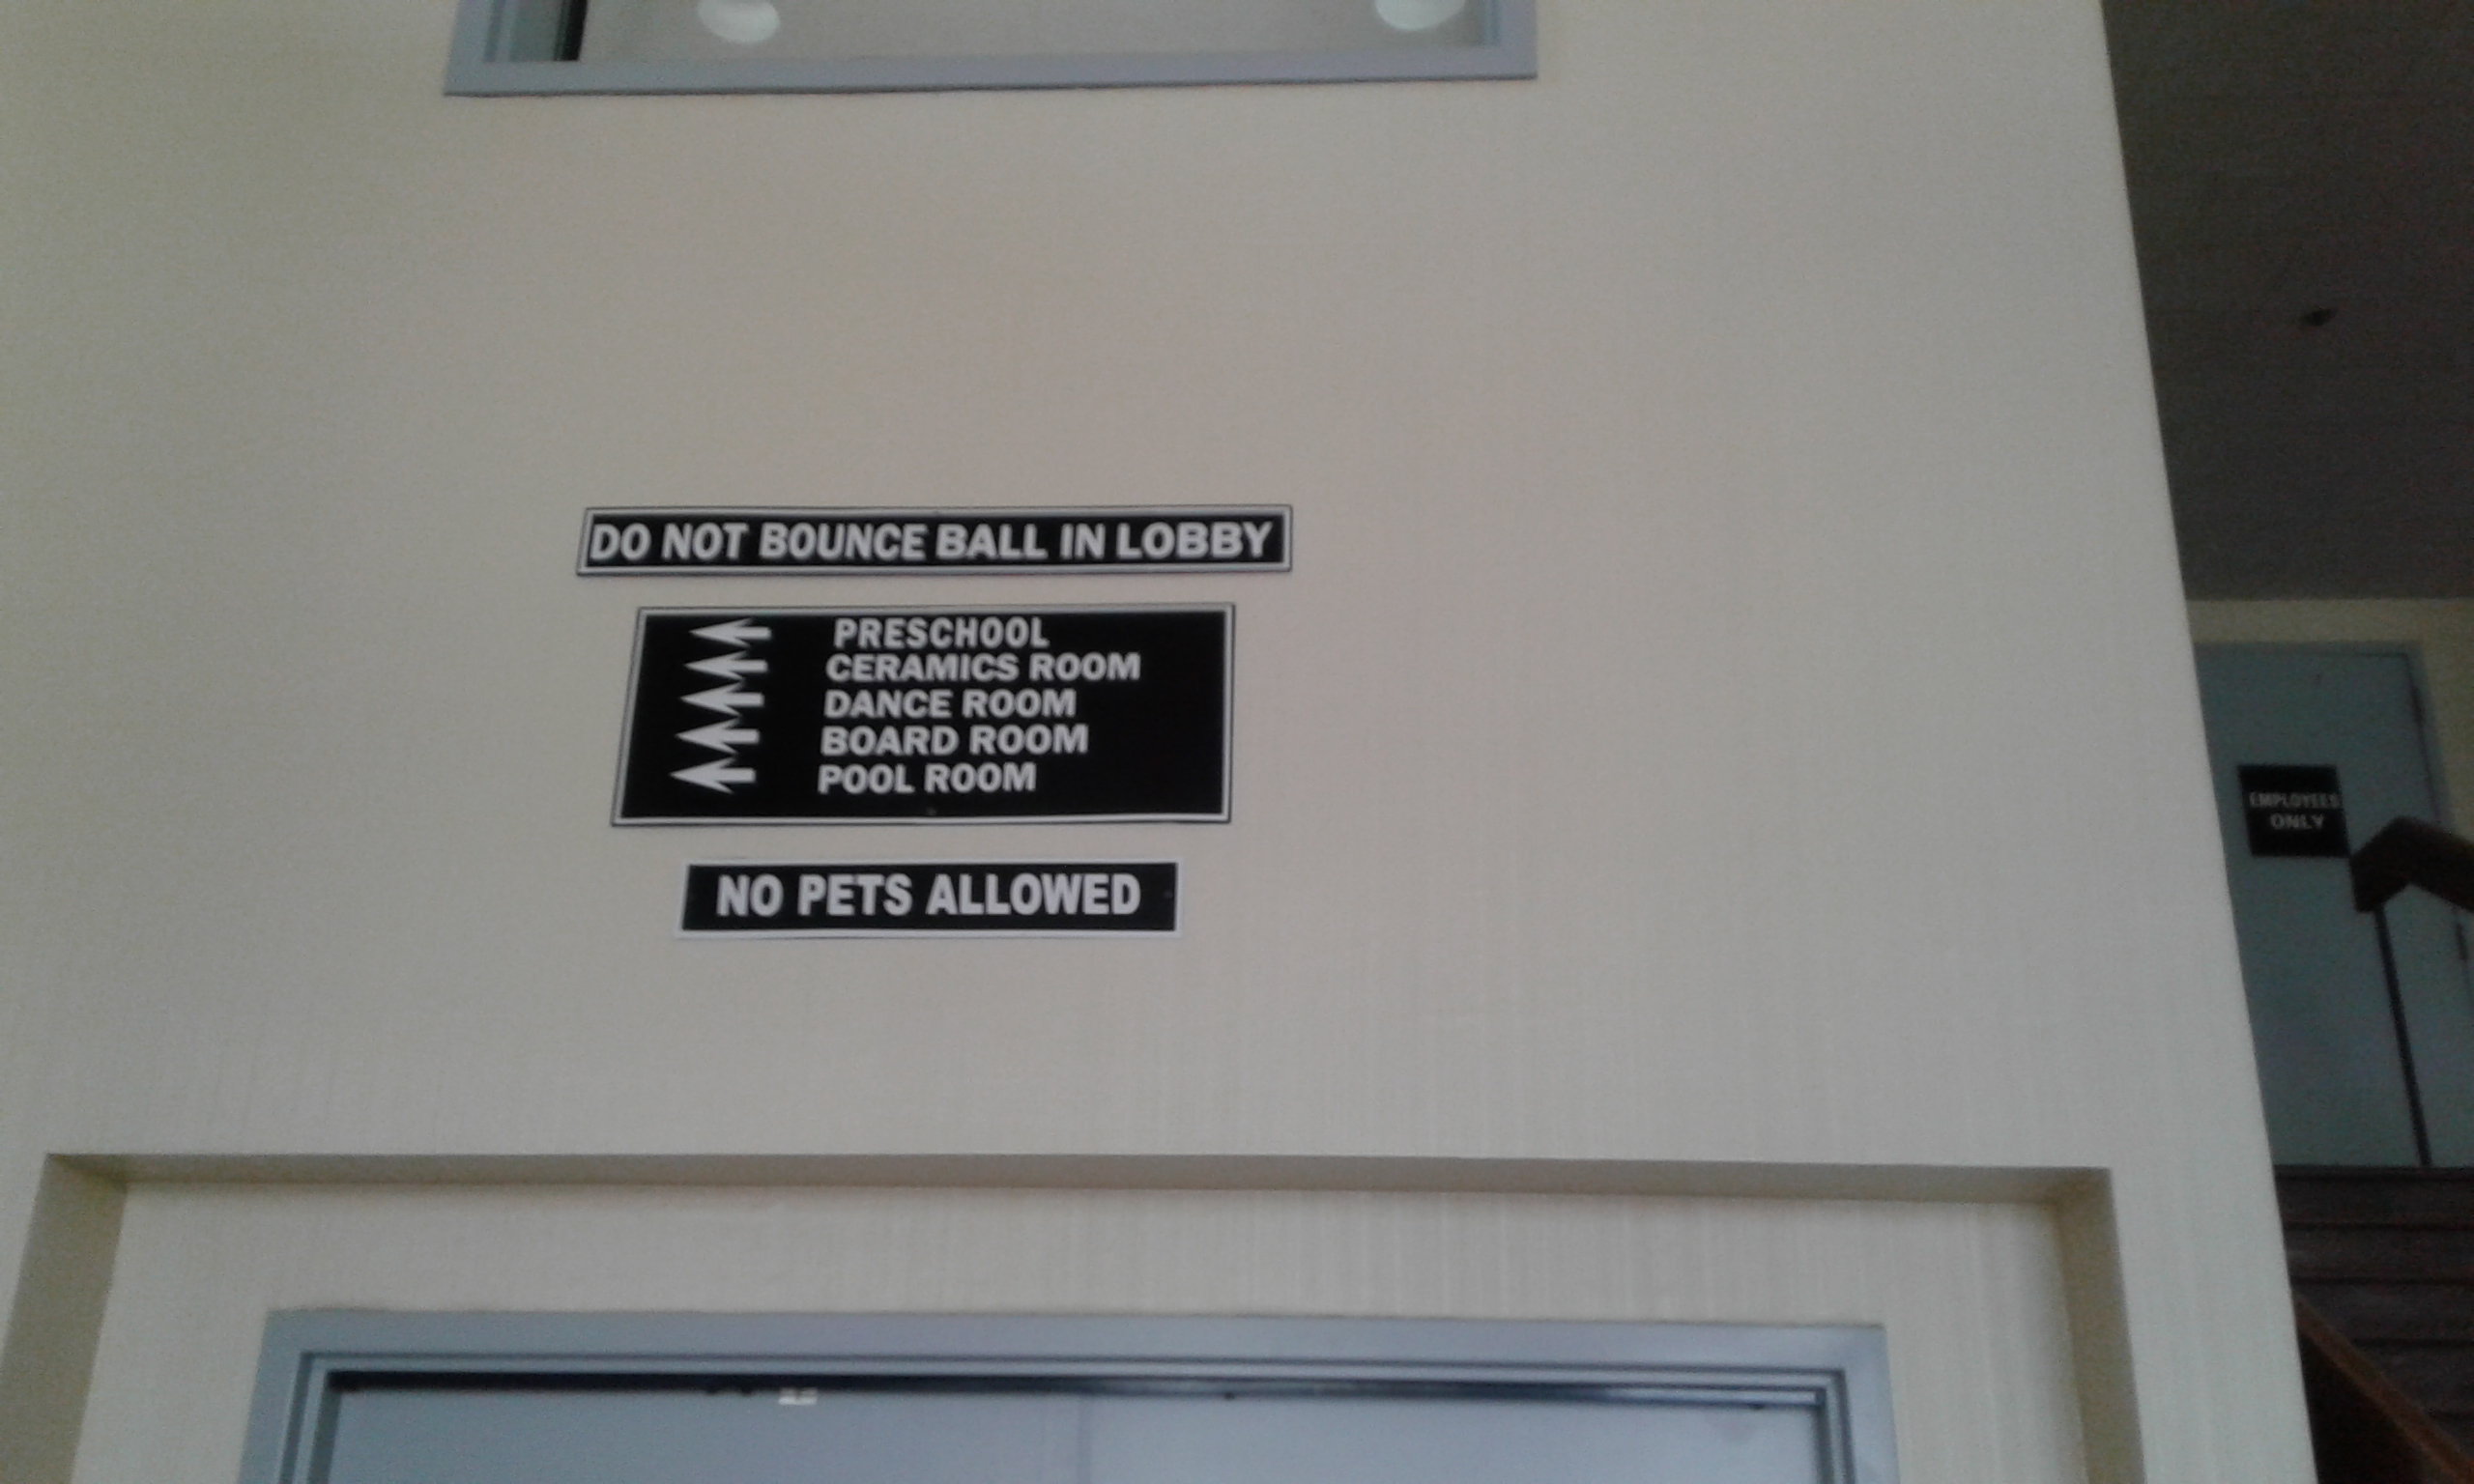 DO NOT BOUNCE BALL IN LOBBY
PRESCHOOL
CERAMICS ROOM
DANCE ROOM
BOARD ROOM
POOL ROOM
NO PETS ALLOWED
EMPLOYEES
ONLY